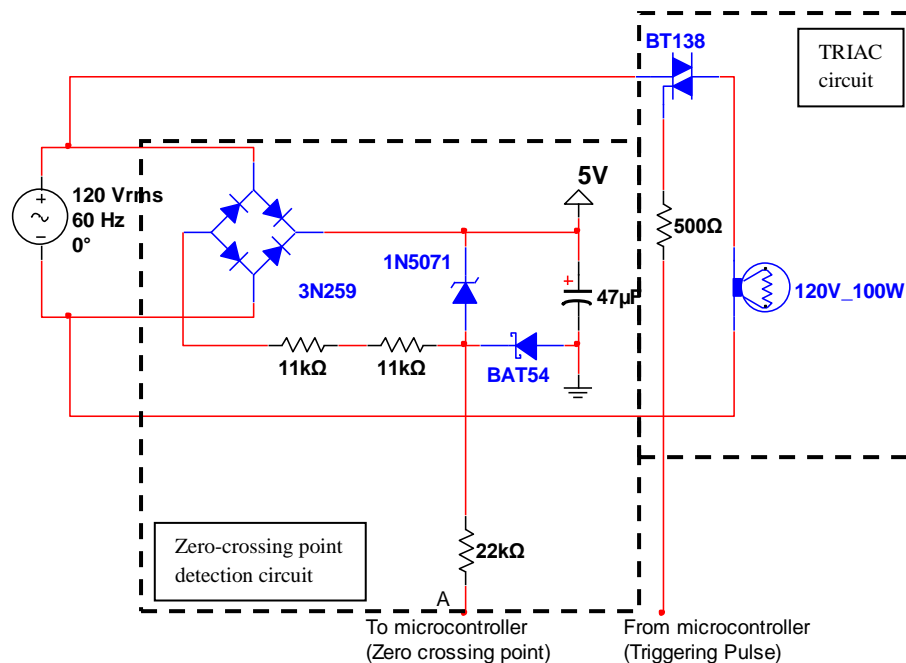 BT138
TRIAC
circuit
120 Vrms
60 Hz
0°
5V
500Ω
1N5071
3N259
47µF
120V_100W
11kΩ
11kΩ
BAT54
Zero-crossing point
detection circuit
22kΩ
A
To microcontroller
(Zero crossing point)
From microcontroller
(Triggering Pulse)